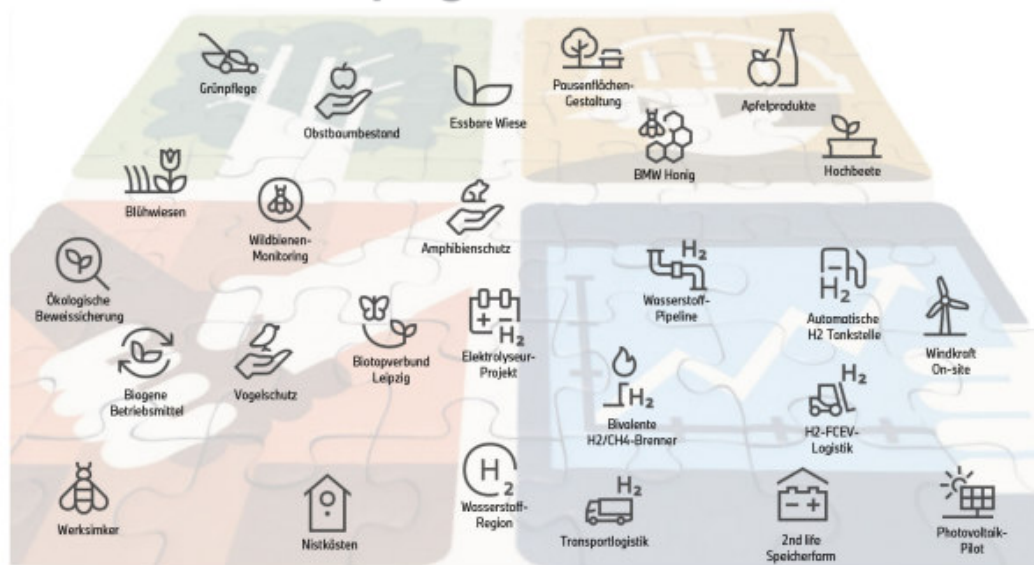 Grünpflege
Obstbaumbestand
Essbare Wiese
Pausenflächen-
Gestaltung
Apfelprodukte
BMW Honig
Hochbeete
Blühwiesen
Wildbienen-
Monitoring
Amphibienschutz
Ökologische
Beweissicherung
H₂
Wasserstoff-
Pipeline
H₂
Automatische
H2 Tankstelle
Windkraft
On-site
Biogene
Betriebsmittel
Vogelschutz
Biotopverbund
Leipzig
H₂
Elektrolyseur-
Projekt
H₂
Bivalente
H2/CH4-Brenner
H₂
H2-FCEV-
Logistik
Werksimker
Nistkästen
H₂
Wasserstoff-
Region
H₂
Transportlogistik
2nd life
Speicherfarm
Photovoltaik-
Pilot